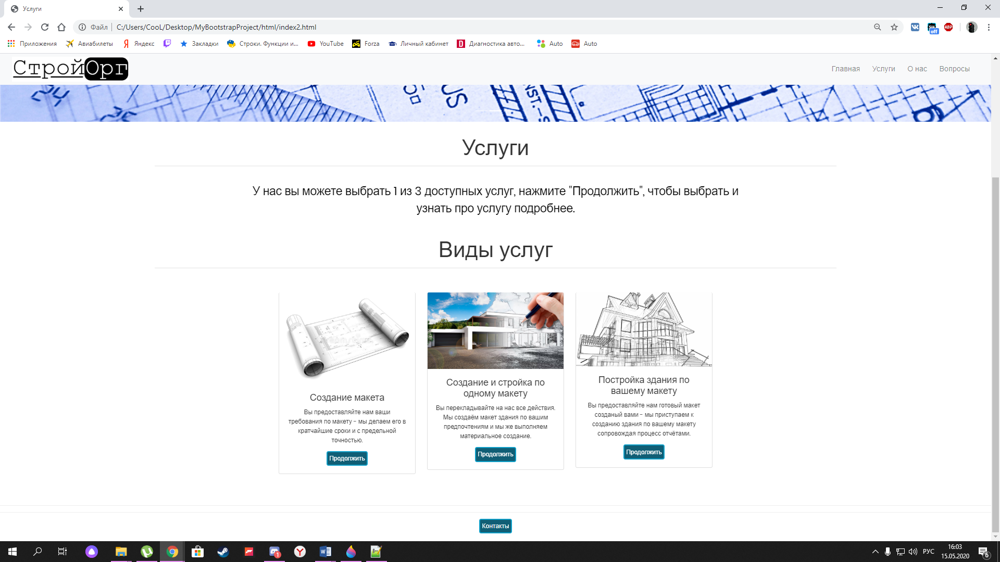 Услуги
Файл
C:/Users/CooL/Desktop/MyBootstrapProject/html/index2.html
off
ABP
Приложения
Авиабилеты
Яндекс
Закладки
Строки. Функции и...
YouTube
Forza
Личный кабинет
D
Диагностика авто...
Auto
Auto
СтройОрг
Главная
Услуги
О нас
Вопросы
24
Услуги
У нас вы можете выбрать 1 из 3 доступных услуг, нажмите "Продолжить", чтобы выбрать и
узнать про услугу подробнее.
Виды услуг
Создание макета
Вы предоставляйте нам ваши
требования по макету – мы делаем его в
кратчайшие сроки и с предельной
точностью.
Продолжить
Создание и стройка по
одному макету
Вы перекладывайте на нас все действия.
Мы создаём макет здания по вашим
предпочтениям и мы же выполняем
материальное создание.
Продолжить
Постройка здания по
вашему макету
Вы предоставляйте нам готовый макет
созданый вами – мы приступаем к
созданию здания по вашему макету
сопровождая процесс отчётами.
Продолжить
Контакты
1
РУС
16:03
15.05.2020
6